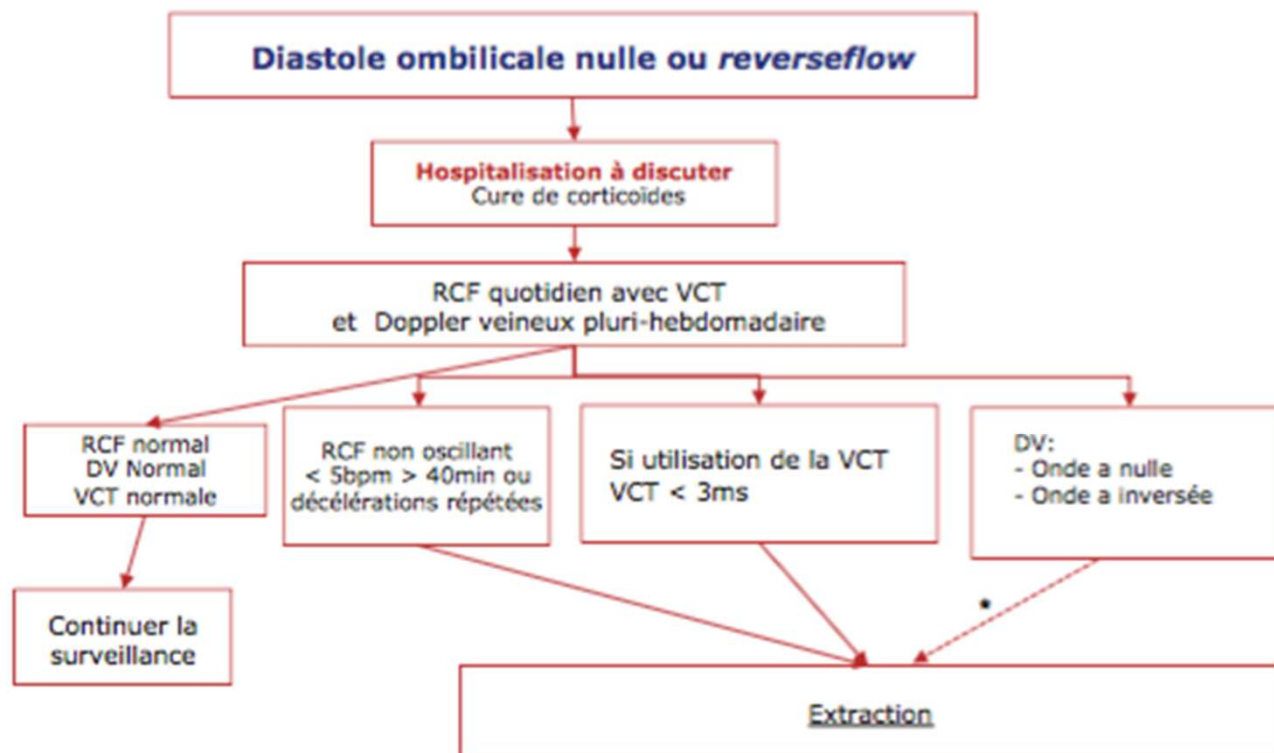 Diastole ombilicale nulle ou reverseflow
Hospitalisation à discuter
Cure de corticoïdes
RCF quotidien avec VCT
et Doppler veineux pluri-hebdomadaire
RCF normal
DV Normal
VCT normale
RCF non oscillant
< 5bpm > 40min ou
décélérations répétées
Si utilisation de la VCT
VCT < 3ms
DV:
- Onde a nulle
- Onde a inversée
*
Continuer la
surveillance
Extraction